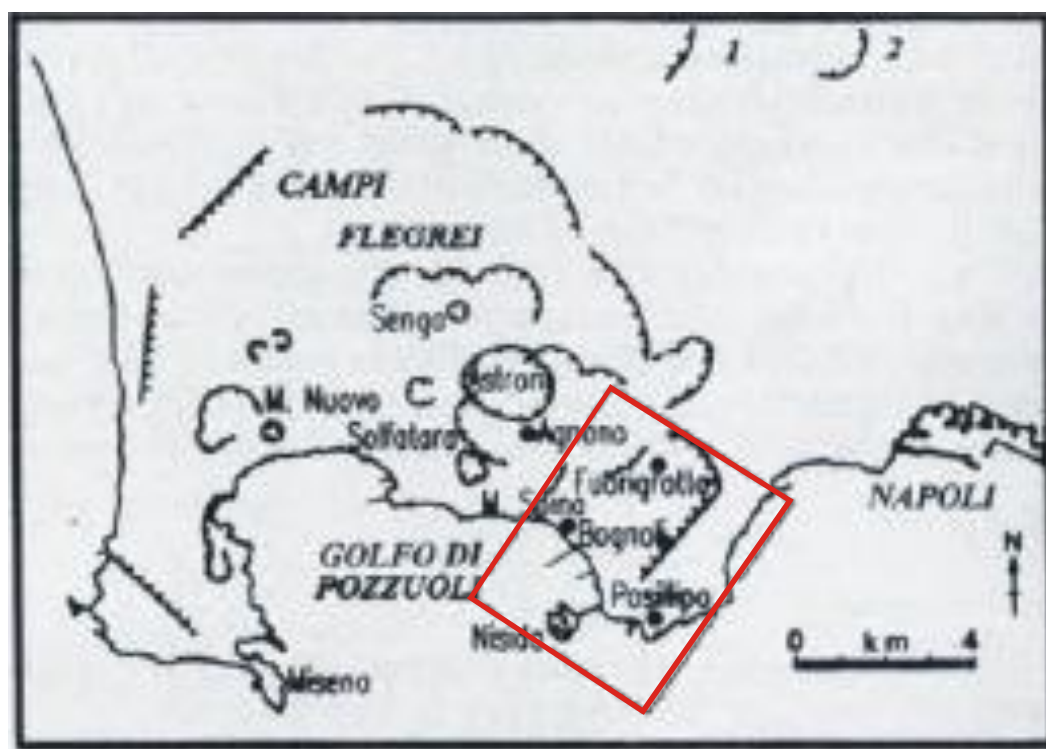 1 2
CAMPI
FLEGREI
Senga
Astroni
M. Nuovo
Solfatara
Agnano
Fuorigrotta
M. Spina
Bagnoli
NAPOLI
GOLFO DI
POZZUOLI
N
Posillipo
Nisida
0 km 4
Miseno